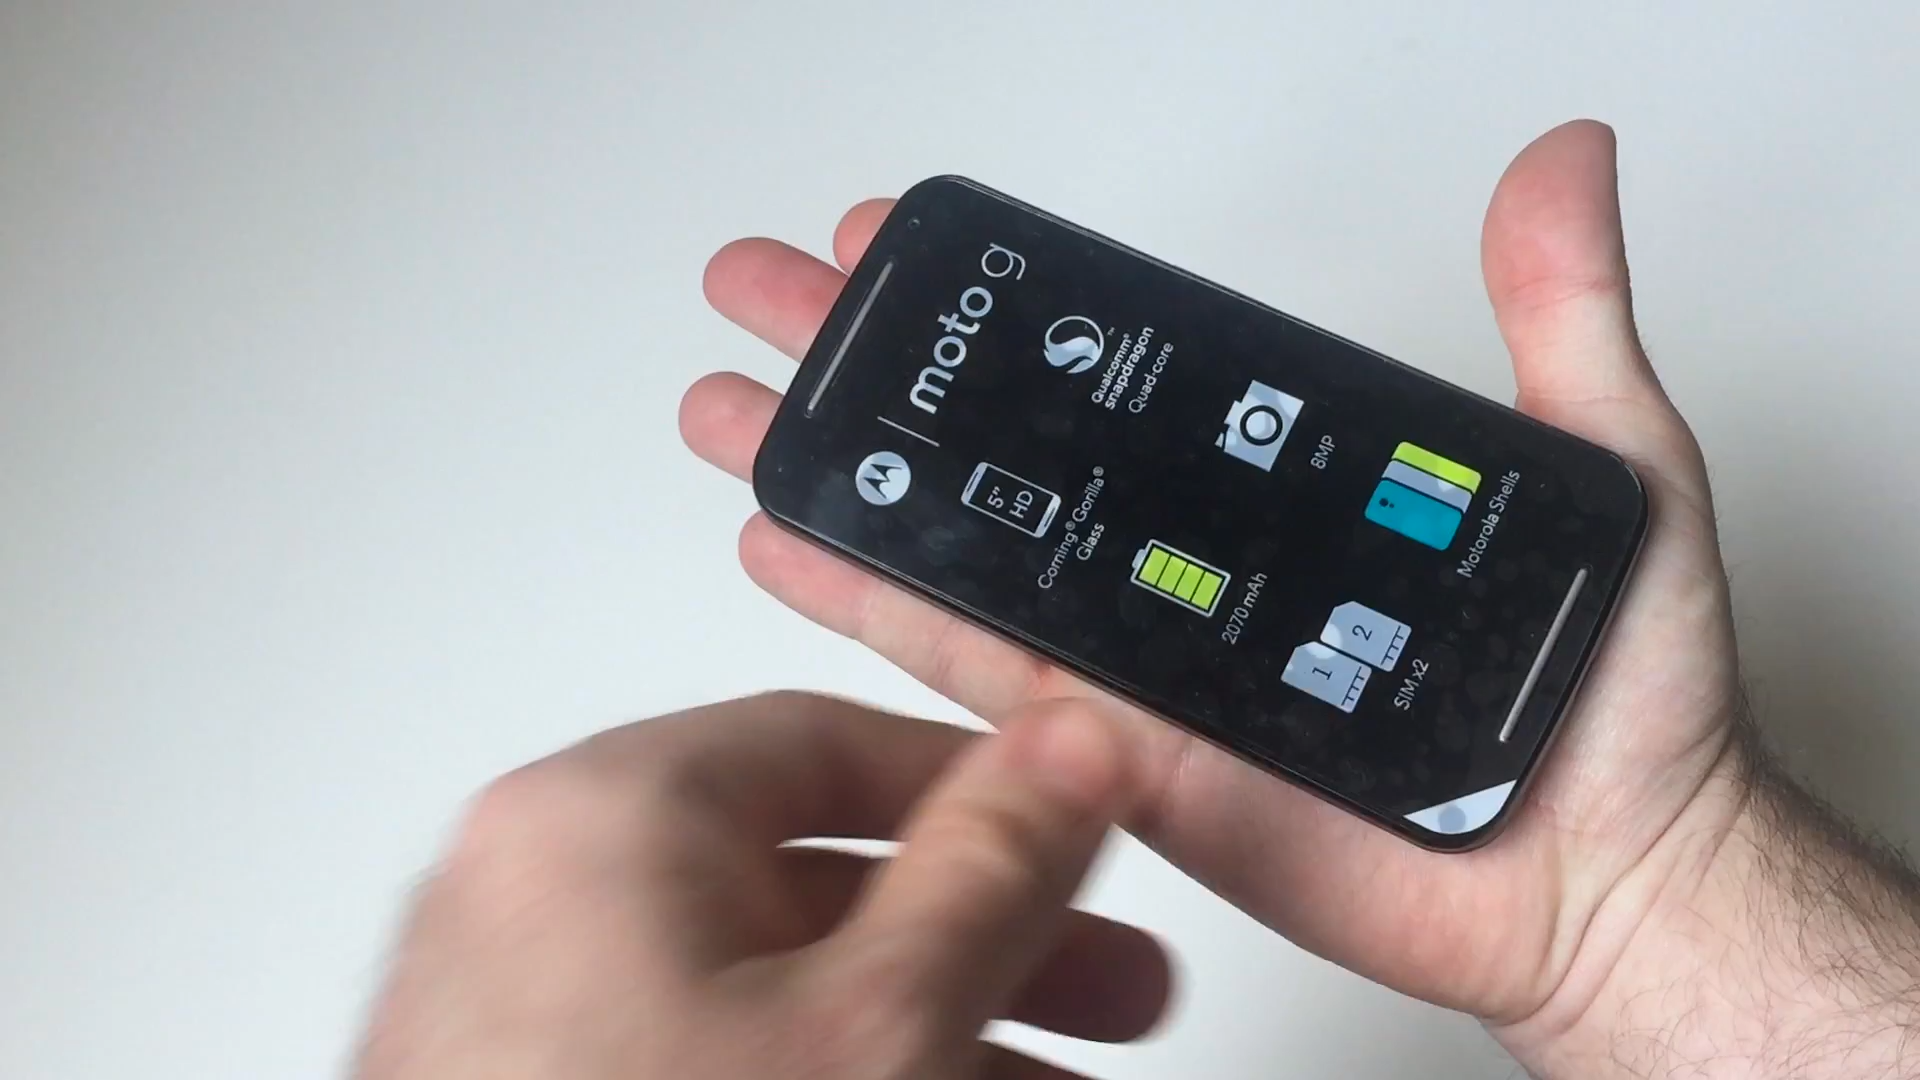 moto g
Qualcomm®
snapdragon™
Quad-core
5”
HD
Corning® Gorilla®
Glass
8MP
2070 mAh
Motorola Shells
1
2
SIM x2